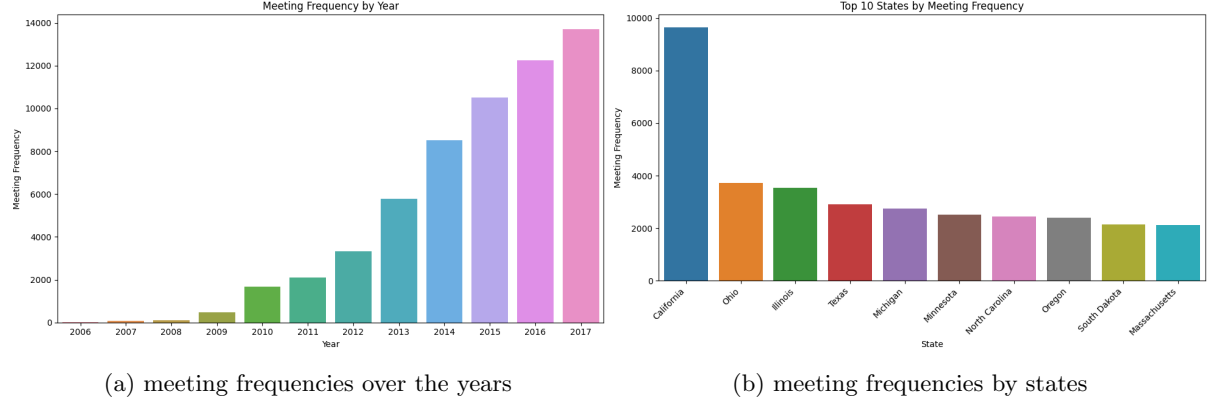 Meeting Frequency by Year
14000
12000
10000
8000
6000
4000
2000
0
Meeting Frequency
2006 2007 2008 2009 2010 2011 2012 2013 2014 2015 2016 2017
Year
(a) meeting frequencies over the years
Top 10 States by Meeting Frequency
10000
8000
6000
4000
2000
0
Meeting Frequency
California Ohio Illinois Texas Michigan Minnesota North Carolina Oregon South Dakota Massachusetts
State
(b) meeting frequencies by states